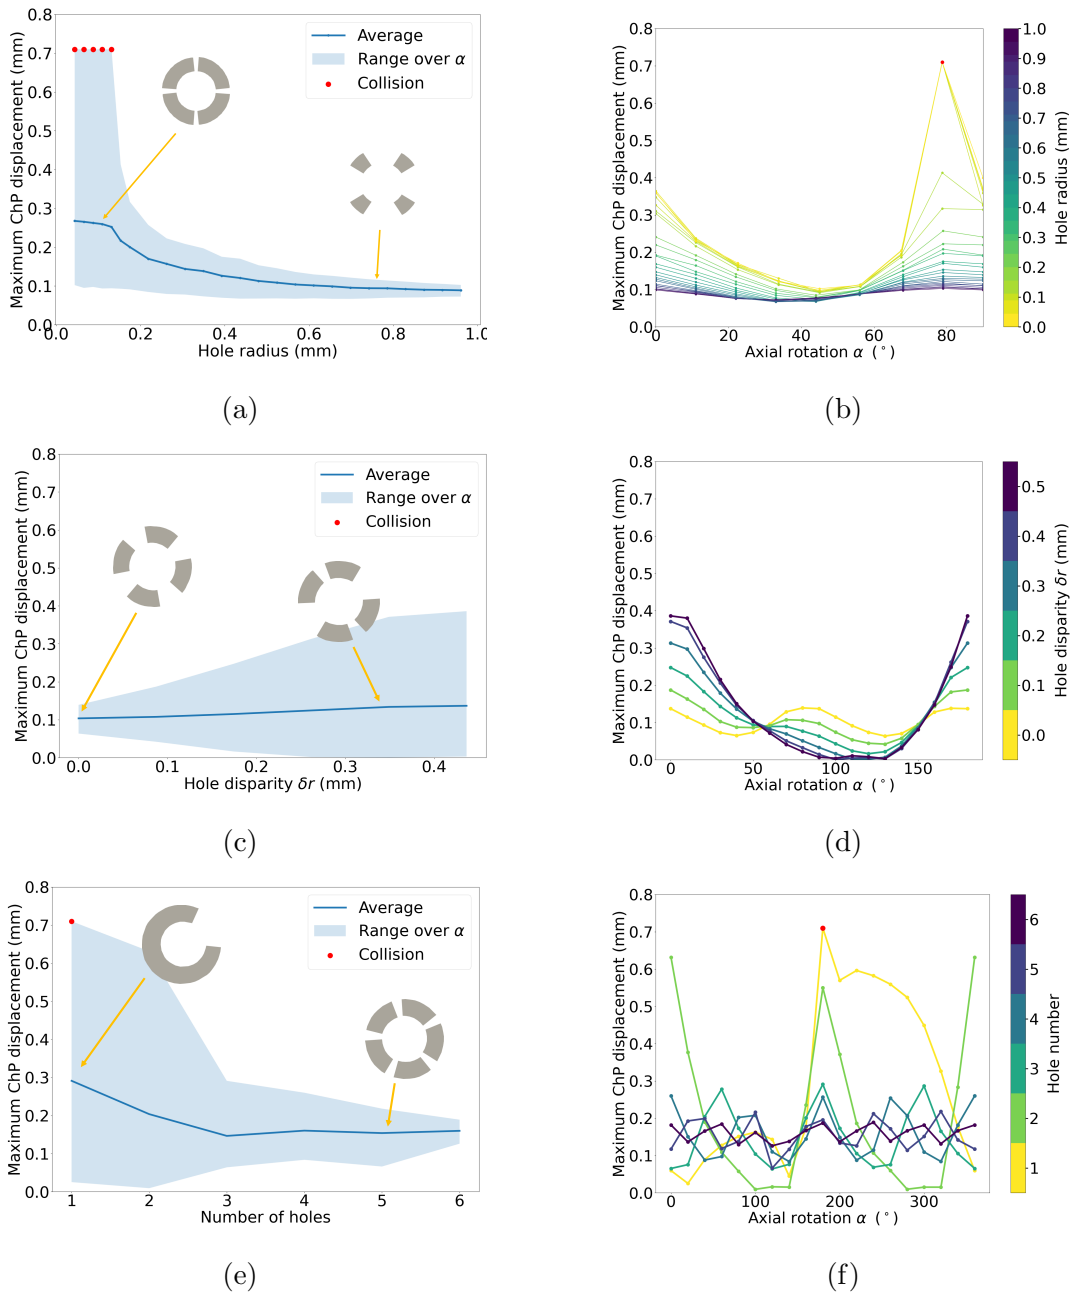 0.8
0.7
0.6
0.5
0.4
0.3
0.2
0.1
0.0
Maximum ChP displacement (mm)
Average
Range over α
Collision
0.0 0.2 0.4 0.6 0.8 1.0
Hole radius (mm)
(a)
0.8
0.7
0.6
0.5
0.4
0.3
0.2
0.1
0.0
Maximum ChP displacement (mm)
0 20 40 60 80
Axial rotation α (°)
1.0
0.9
0.8
0.7
0.6
0.5
0.4
0.3
0.2
0.1
0.0
Hole radius (mm)
(b)
0.8
0.7
0.6
0.5
0.4
0.3
0.2
0.1
0.0
Maximum ChP displacement (mm)
Average
Range over α
Collision
0.0 0.1 0.2 0.3 0.4
Hole disparity δr (mm)
(c)
0.8
0.7
0.6
0.5
0.4
0.3
0.2
0.1
0.0
Maximum ChP displacement (mm)
0 50 100 150
Axial rotation α (°)
0.5
0.4
0.3
0.2
0.1
0.0
Hole disparity δr (mm)
(d)
0.8
0.7
0.6
0.5
0.4
0.3
0.2
0.1
0.0
Maximum ChP displacement (mm)
Average
Range over α
Collision
1 2 3 4 5 6
Number of holes
(e)
0.8
0.7
0.6
0.5
0.4
0.3
0.2
0.1
0.0
Maximum ChP displacement (mm)
0 100 200 300
Axial rotation α (°)
6
5
4
3
2
1
Hole number
(f)